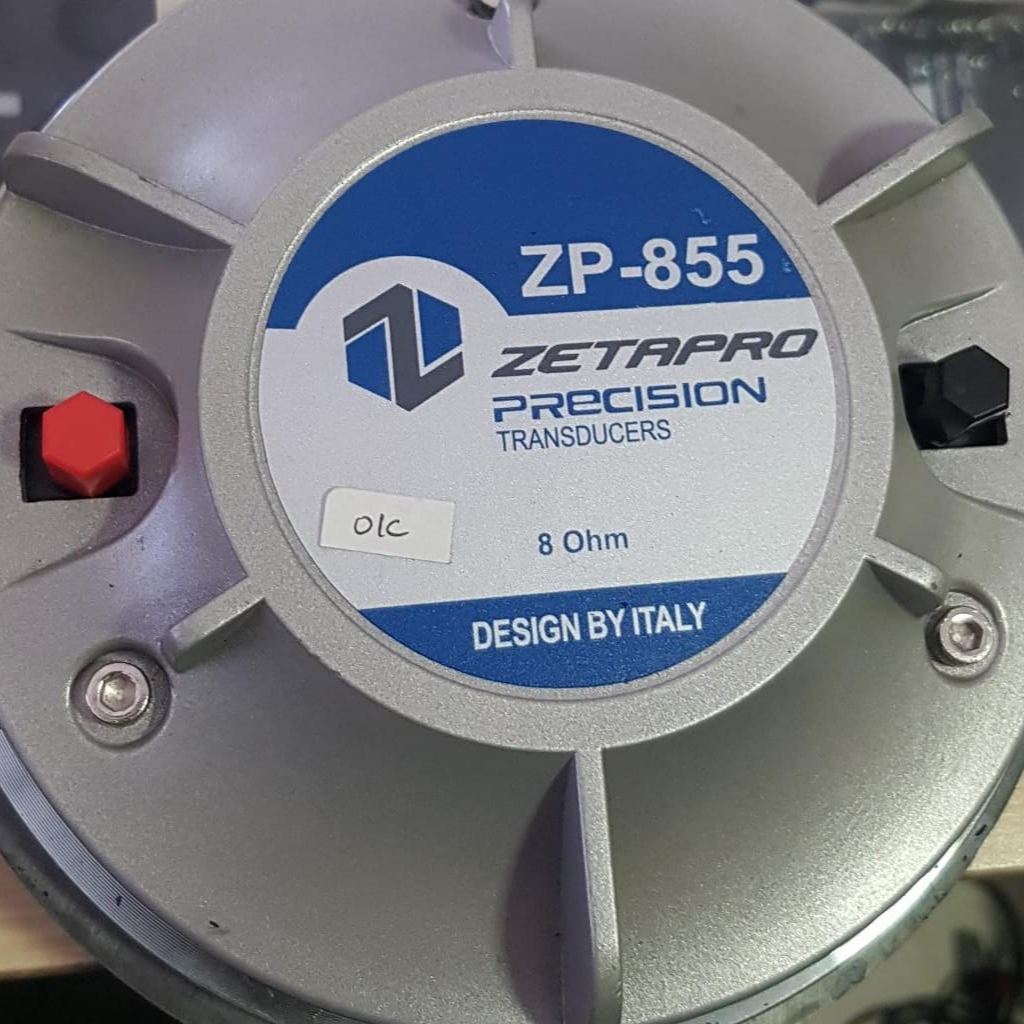 ZP-855
ZETAPRO
PRECISION
TRANSDUCERS
OK
8 Ohm
DESIGN BY ITALY